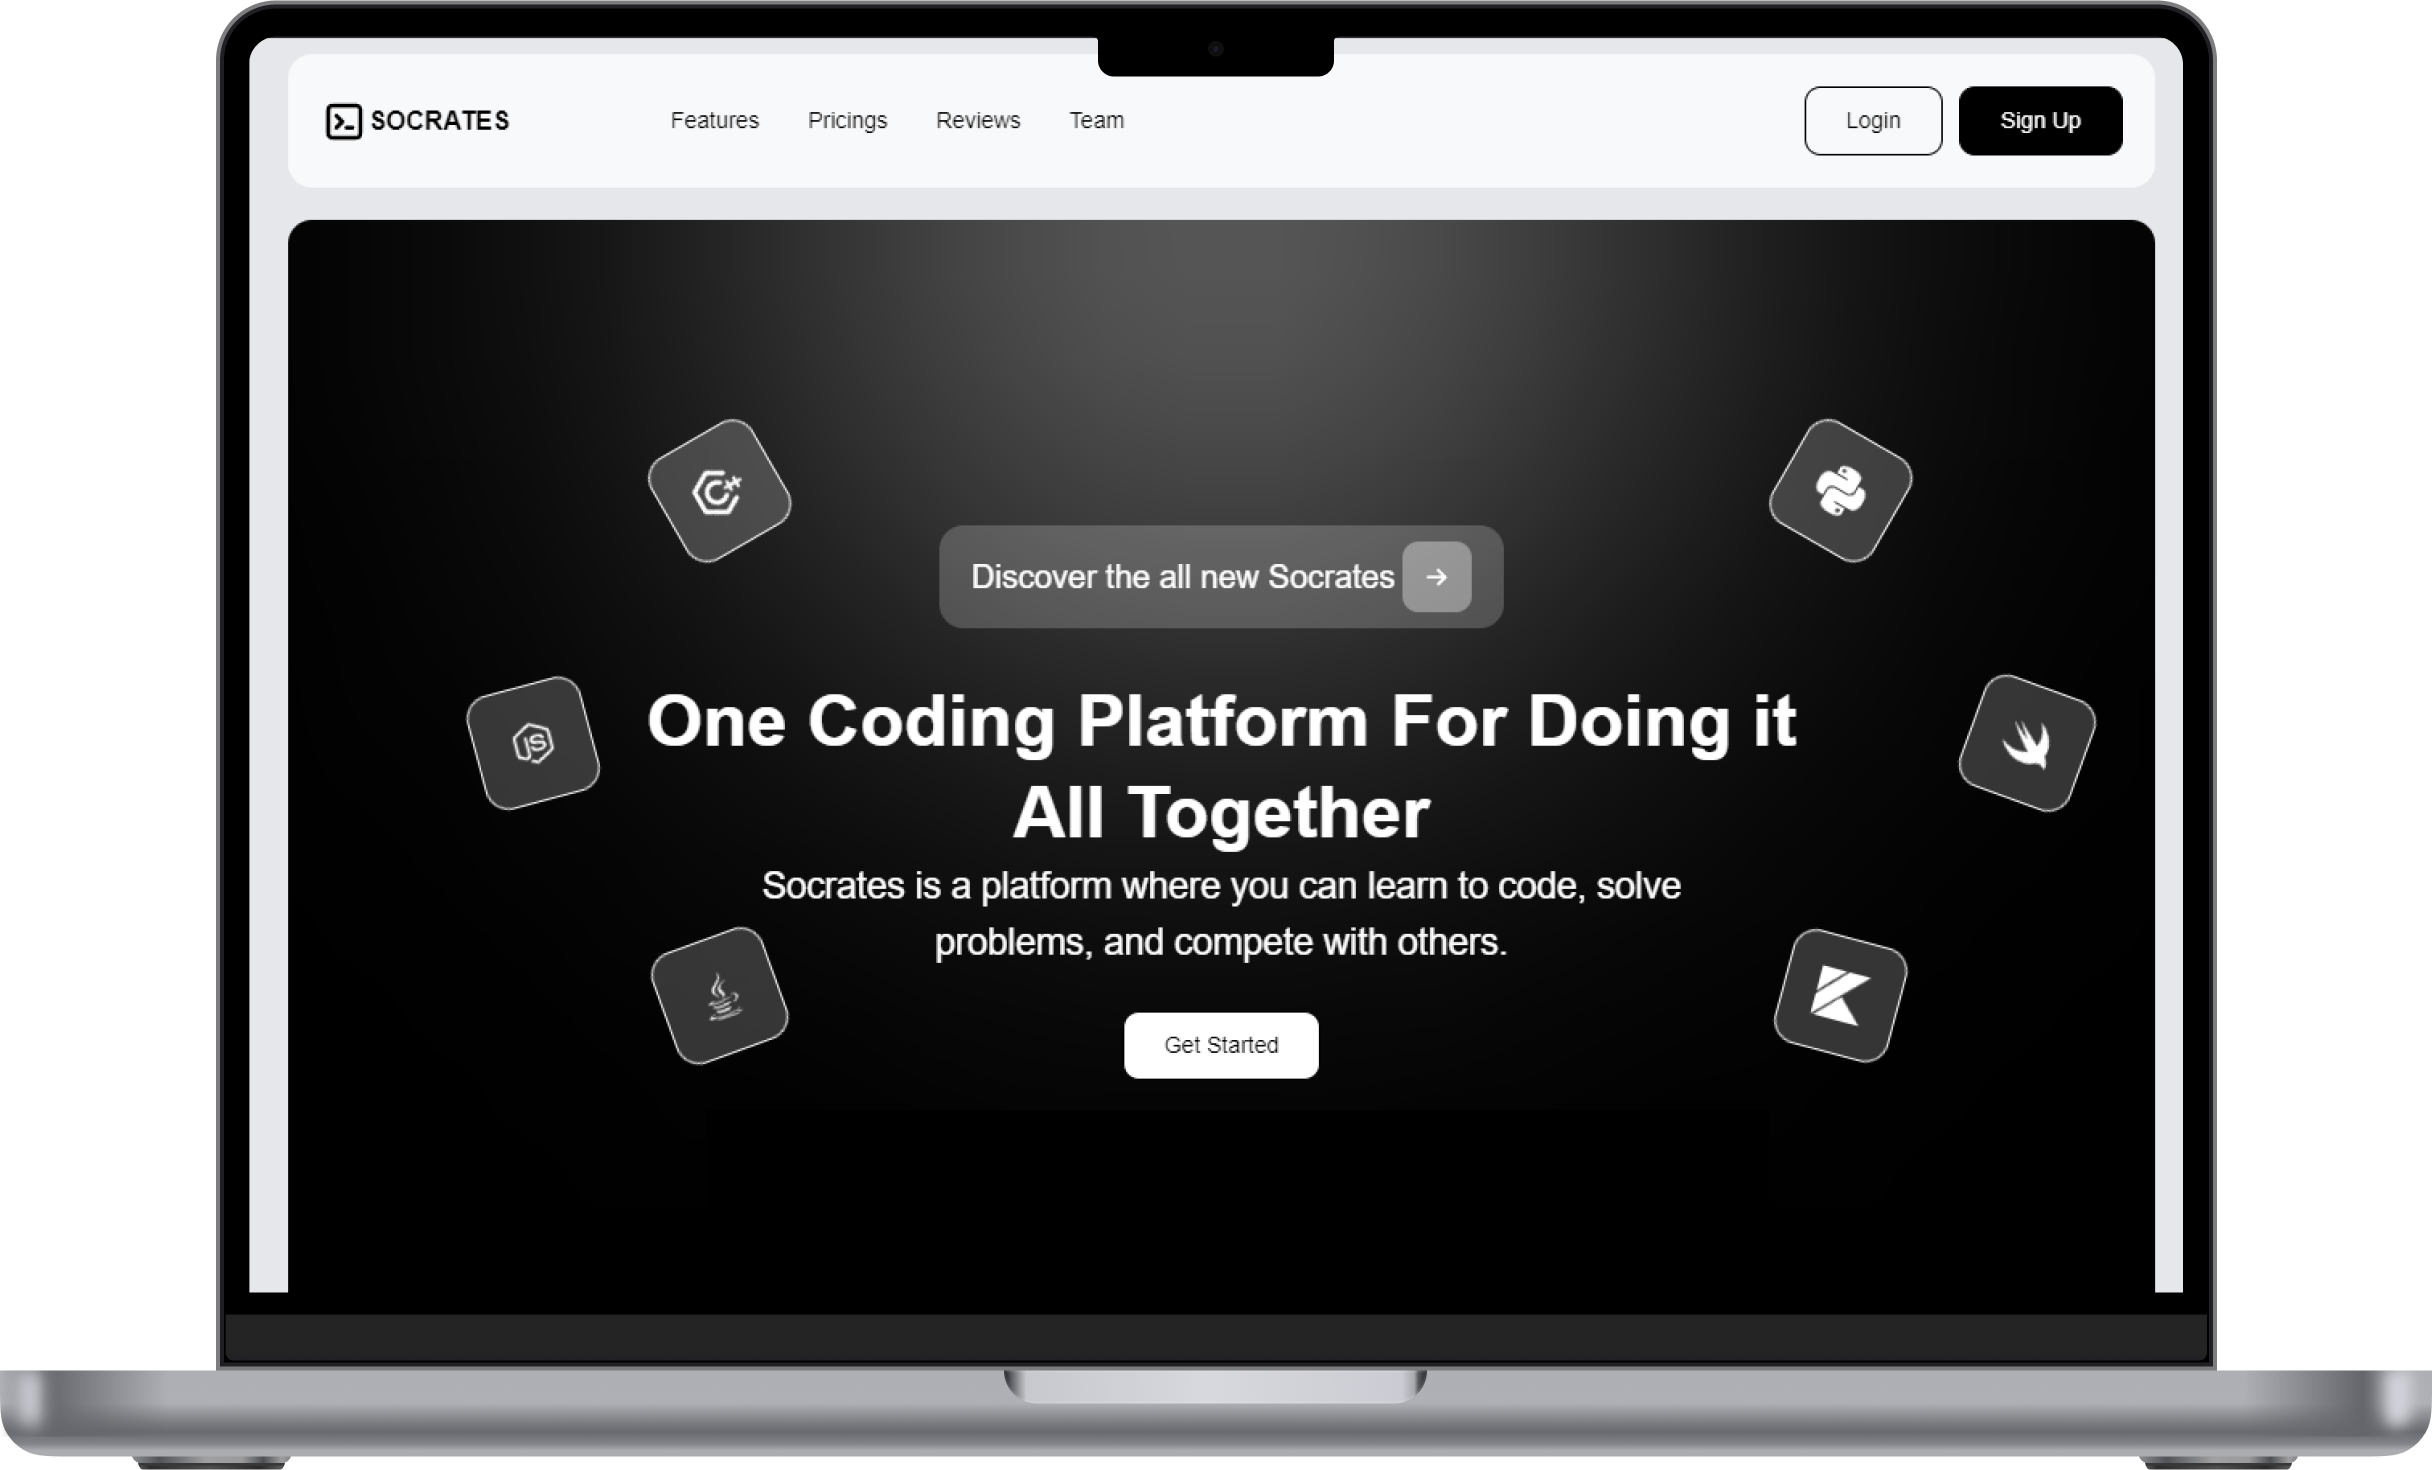 SOCRATES
Features
Pricings
Reviews
Team
Login
Sign Up
Discover the all new Socrates
One Coding Platform For Doing it
All Together
Socrates is a platform where you can learn to code, solve
problems, and compete with others.
Get Started